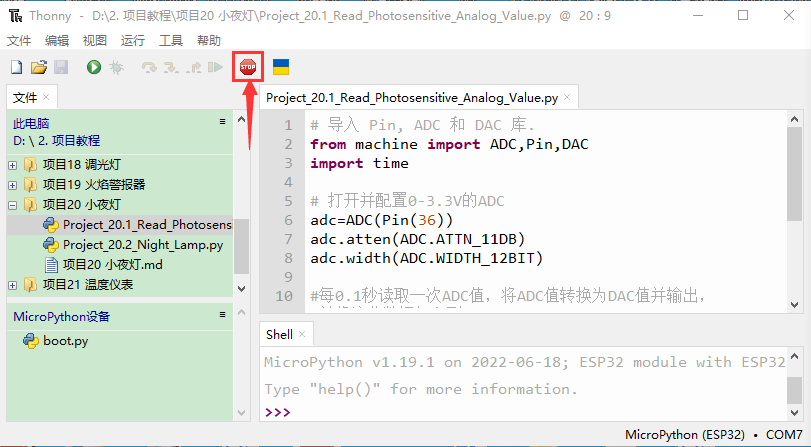 Thonny - D:\2. 项目教程\项目20 小夜灯\Project_20.1_Read_Photosensitive_Analog_Value.py @ 20 : 9
文件 编辑 视图 运行 工具 帮助
STOP
文件
此电脑
D: \ 2. 项目教程
项目18 调光灯
项目19 火焰警报器
项目20 小夜灯
Project_20.1_Read_Photosensi
Project_20.2_Night_Lamp.py
项目20 小夜灯.md
项目21 温度仪表
MicroPython设备
boot.py
Project_20.1_Read_Photosensitive_Analog_Value.py
1 # 导入 Pin, ADC 和 DAC 库.
2 from machine import ADC,Pin,DAC
3 import time
4
5 # 打开并配置0-3.3V的ADC
6 adc=ADC(Pin(36))
7 adc.atten(ADC.ATTN_11DB)
8 adc.width(ADC.WIDTH_12BIT)
9
10 #每0.1秒读取一次ADC值，将ADC值转换为DAC值并输出，
Shell
MicroPython v1.19.1 on 2022-06-18; ESP32 module with ESP32
Type "help()" for more information.
>>>
MicroPython (ESP32) • COM7